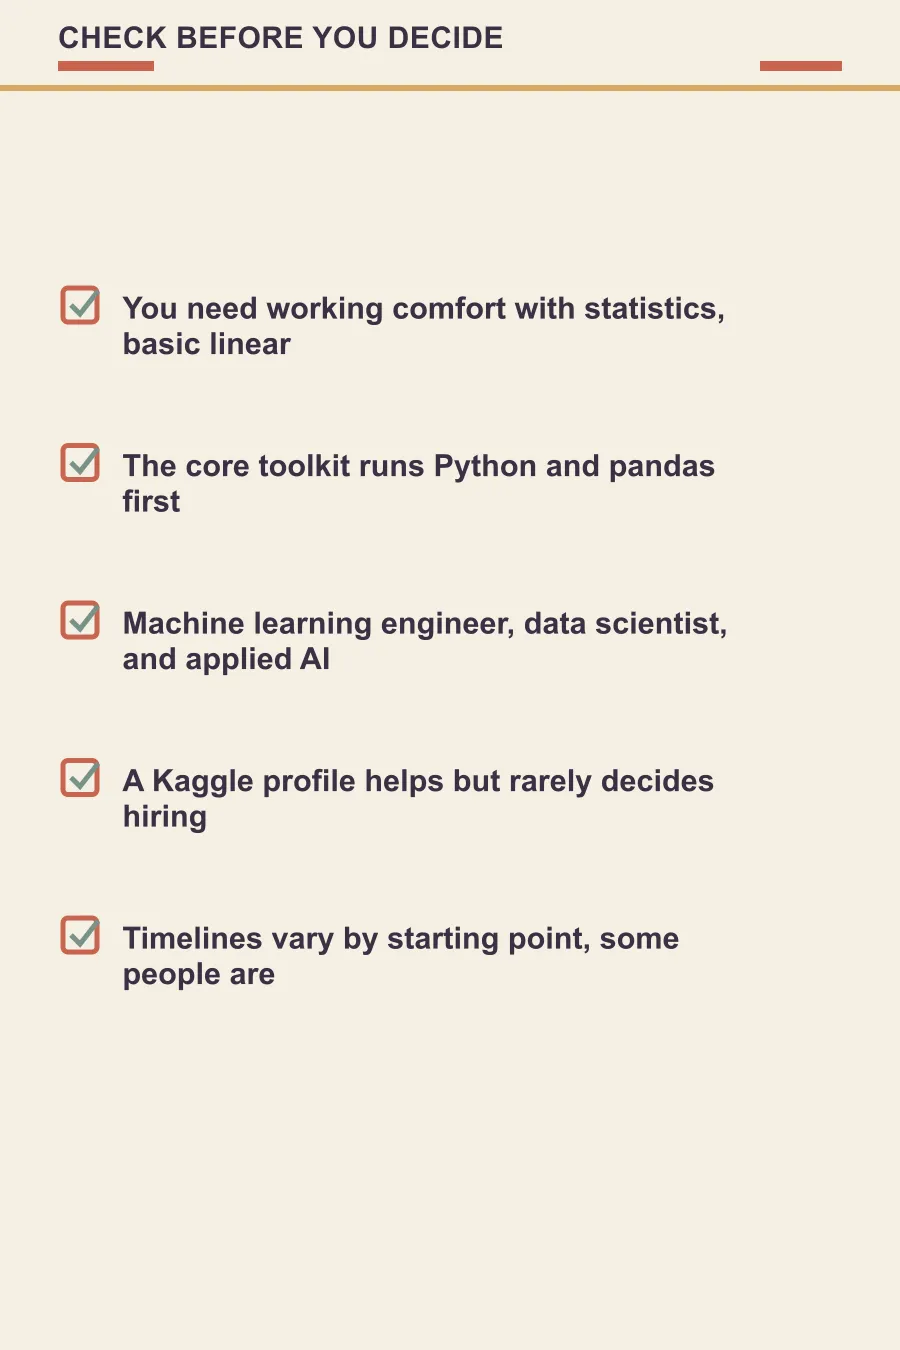 CHECK BEFORE YOU DECIDE
You need working comfort with statistics,
basic linear
The core toolkit runs Python and pandas
first
Machine learning engineer, data scientist,
and applied AI
A Kaggle profile helps but rarely decides
hiring
Timelines vary by starting point, some
people are